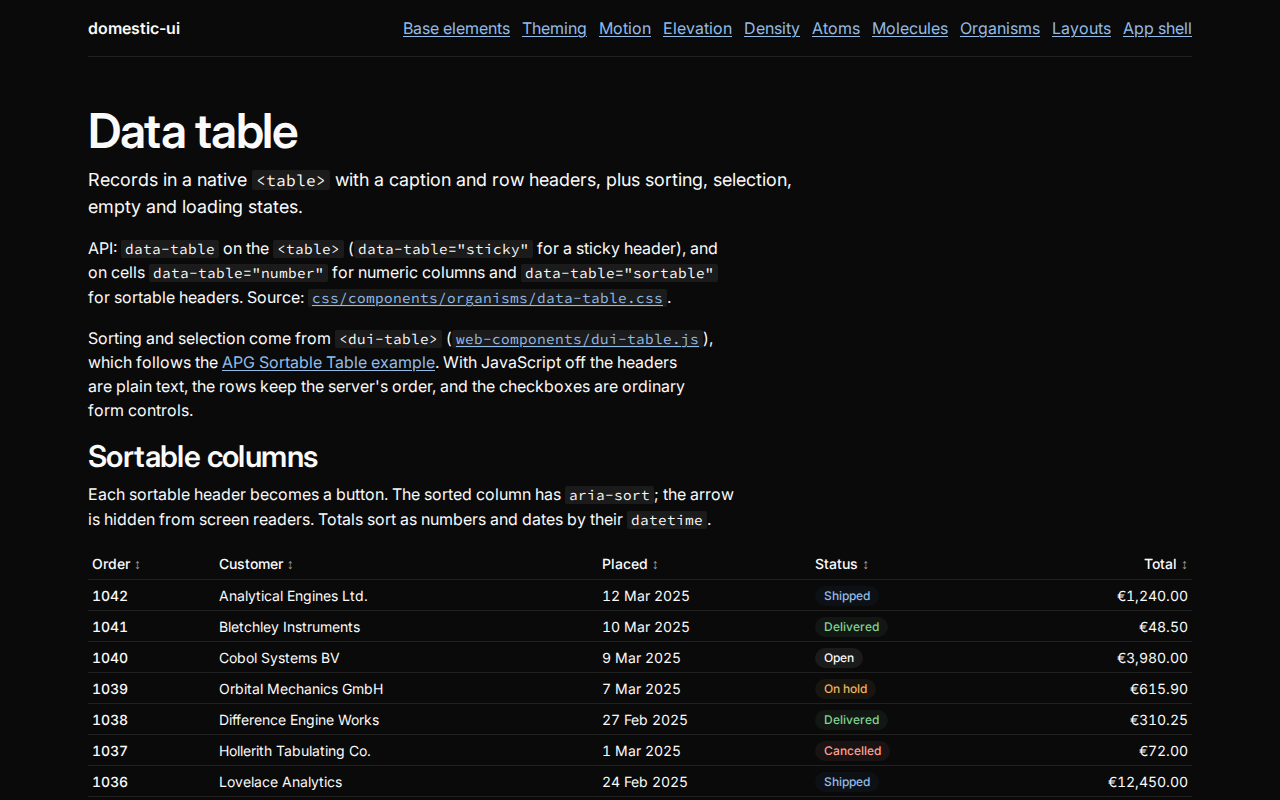 domestic-ui Base elements Theming Motion Elevation Density Atoms Molecules Organisms Layouts App shell
Data table
Records in a native <table> with a caption and row headers, plus sorting, selection,
empty and loading states.
API: data-table on the <table> (data-table="sticky" for a sticky header), and
on cells data-table="number" for numeric columns and data-table="sortable"
for sortable headers. Source: css/components/organisms/data-table.css.
Sorting and selection come from <dui-table> (web-components/dui-table.js),
which follows the APG Sortable Table example. With JavaScript off the headers
are plain text, the rows keep the server's order, and the checkboxes are ordinary
form controls.
Sortable columns
Each sortable header becomes a button. The sorted column has aria-sort; the arrow
is hidden from screen readers. Totals sort as numbers and dates by their datetime.
Order ↕ Customer ↕ Placed ↕ Status ↕ Total ↕
1042 Analytical Engines Ltd. 12 Mar 2025 Shipped €1,240.00
1041 Bletchley Instruments 10 Mar 2025 Delivered €48.50
1040 Cobol Systems BV 9 Mar 2025 Open €3,980.00
1039 Orbital Mechanics GmbH 7 Mar 2025 On hold €615.90
1038 Difference Engine Works 27 Feb 2025 Delivered €310.25
1037 Hollerith Tabulating Co. 1 Mar 2025 Cancelled €72.00
1036 Lovelace Analytics 24 Feb 2025 Shipped €12,450.00